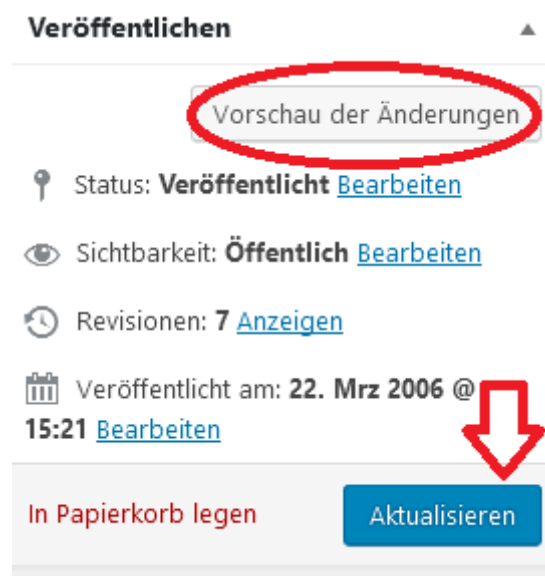 Veröffentlichen
Vorschau der Änderungen
Status: Veröffentlicht Bearbeiten
Sichtbarkeit: Öffentlich Bearbeiten
Revisionen: 7 Anzeigen
Veröffentlicht am: 22. Mrz 2006 @
15:21 Bearbeiten
In Papierkorb legen
Aktualisieren